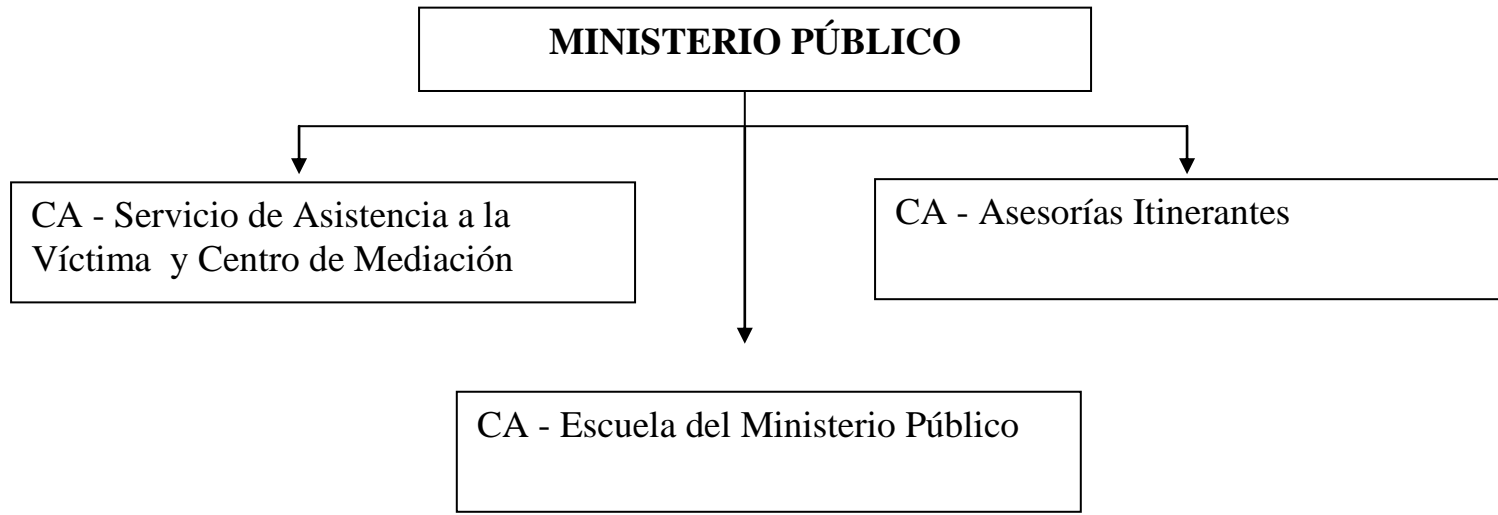 MINISTERIO PÚBLICO
CA - Servicio de Asistencia a la
Víctima y Centro de Mediación
CA - Asesorías Itinerantes
CA - Escuela del Ministerio Público